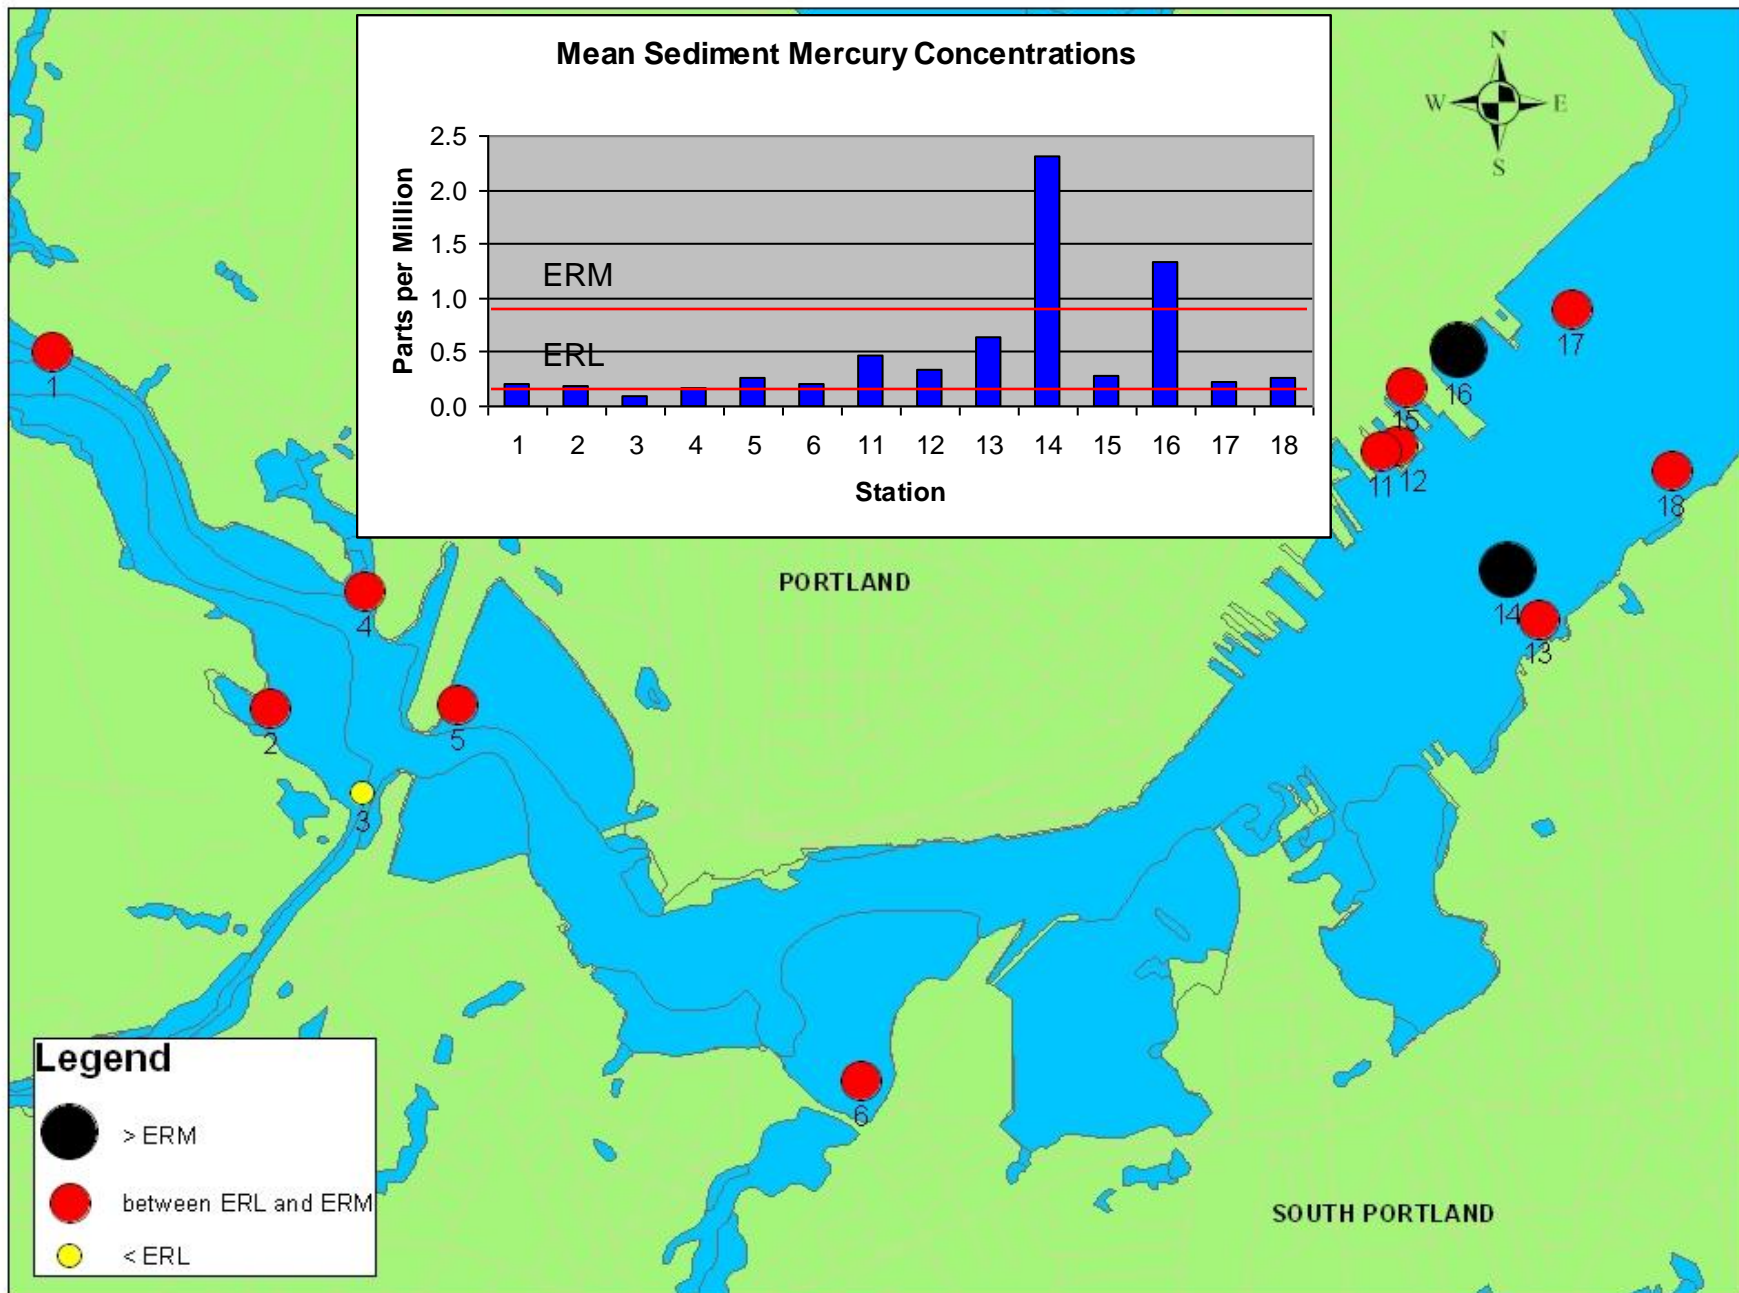 Mean Sediment Mercury Concentrations
N
W E
S
Parts per Million
2.5
2.0
1.5
1.0
0.5
0.0
ERM
ERL
1 2 3 4 5 6 11 12 13 14 15 16 17 18
Station
1
17
16
15
11 12
18
PORTLAND
4
14
13
2
5
3
6
Legend
> ERM
between ERL and ERM
< ERL
SOUTH PORTLAND